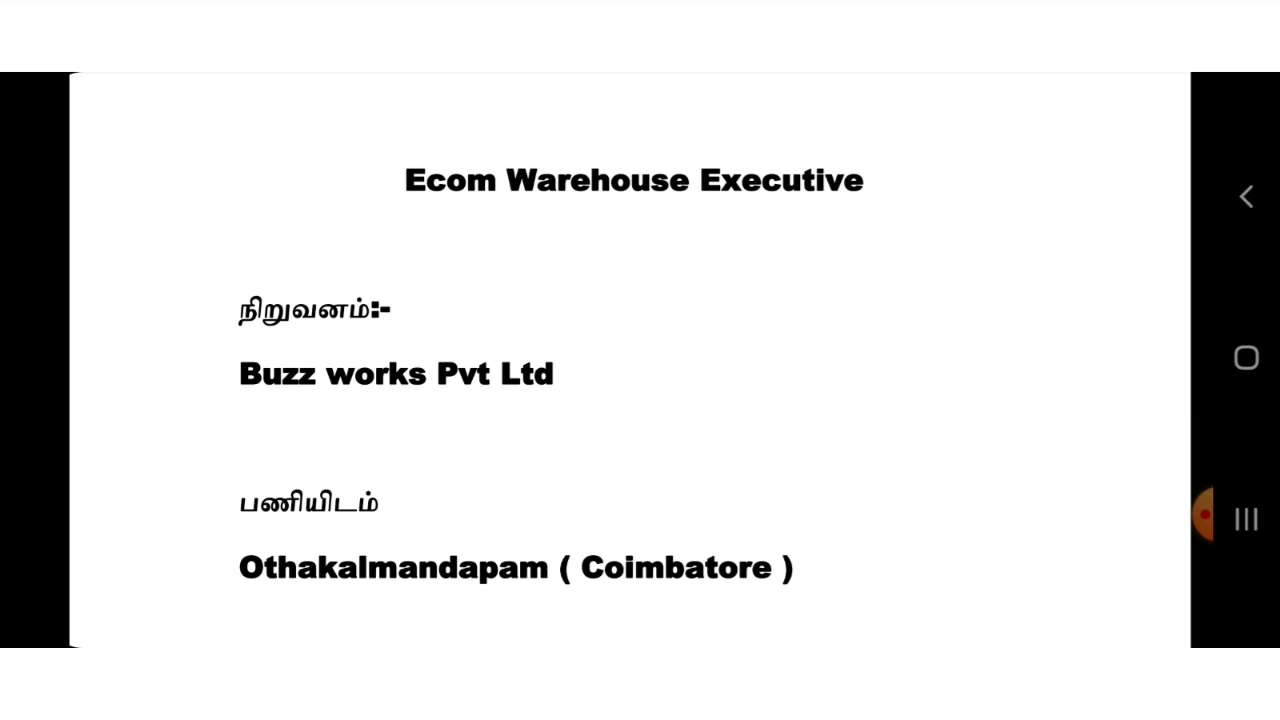 Ecom Warehouse Executive
நிறுவனம்:-
Buzz works Pvt Ltd
பணியிடம்
Othakalmandapam ( Coimbatore )